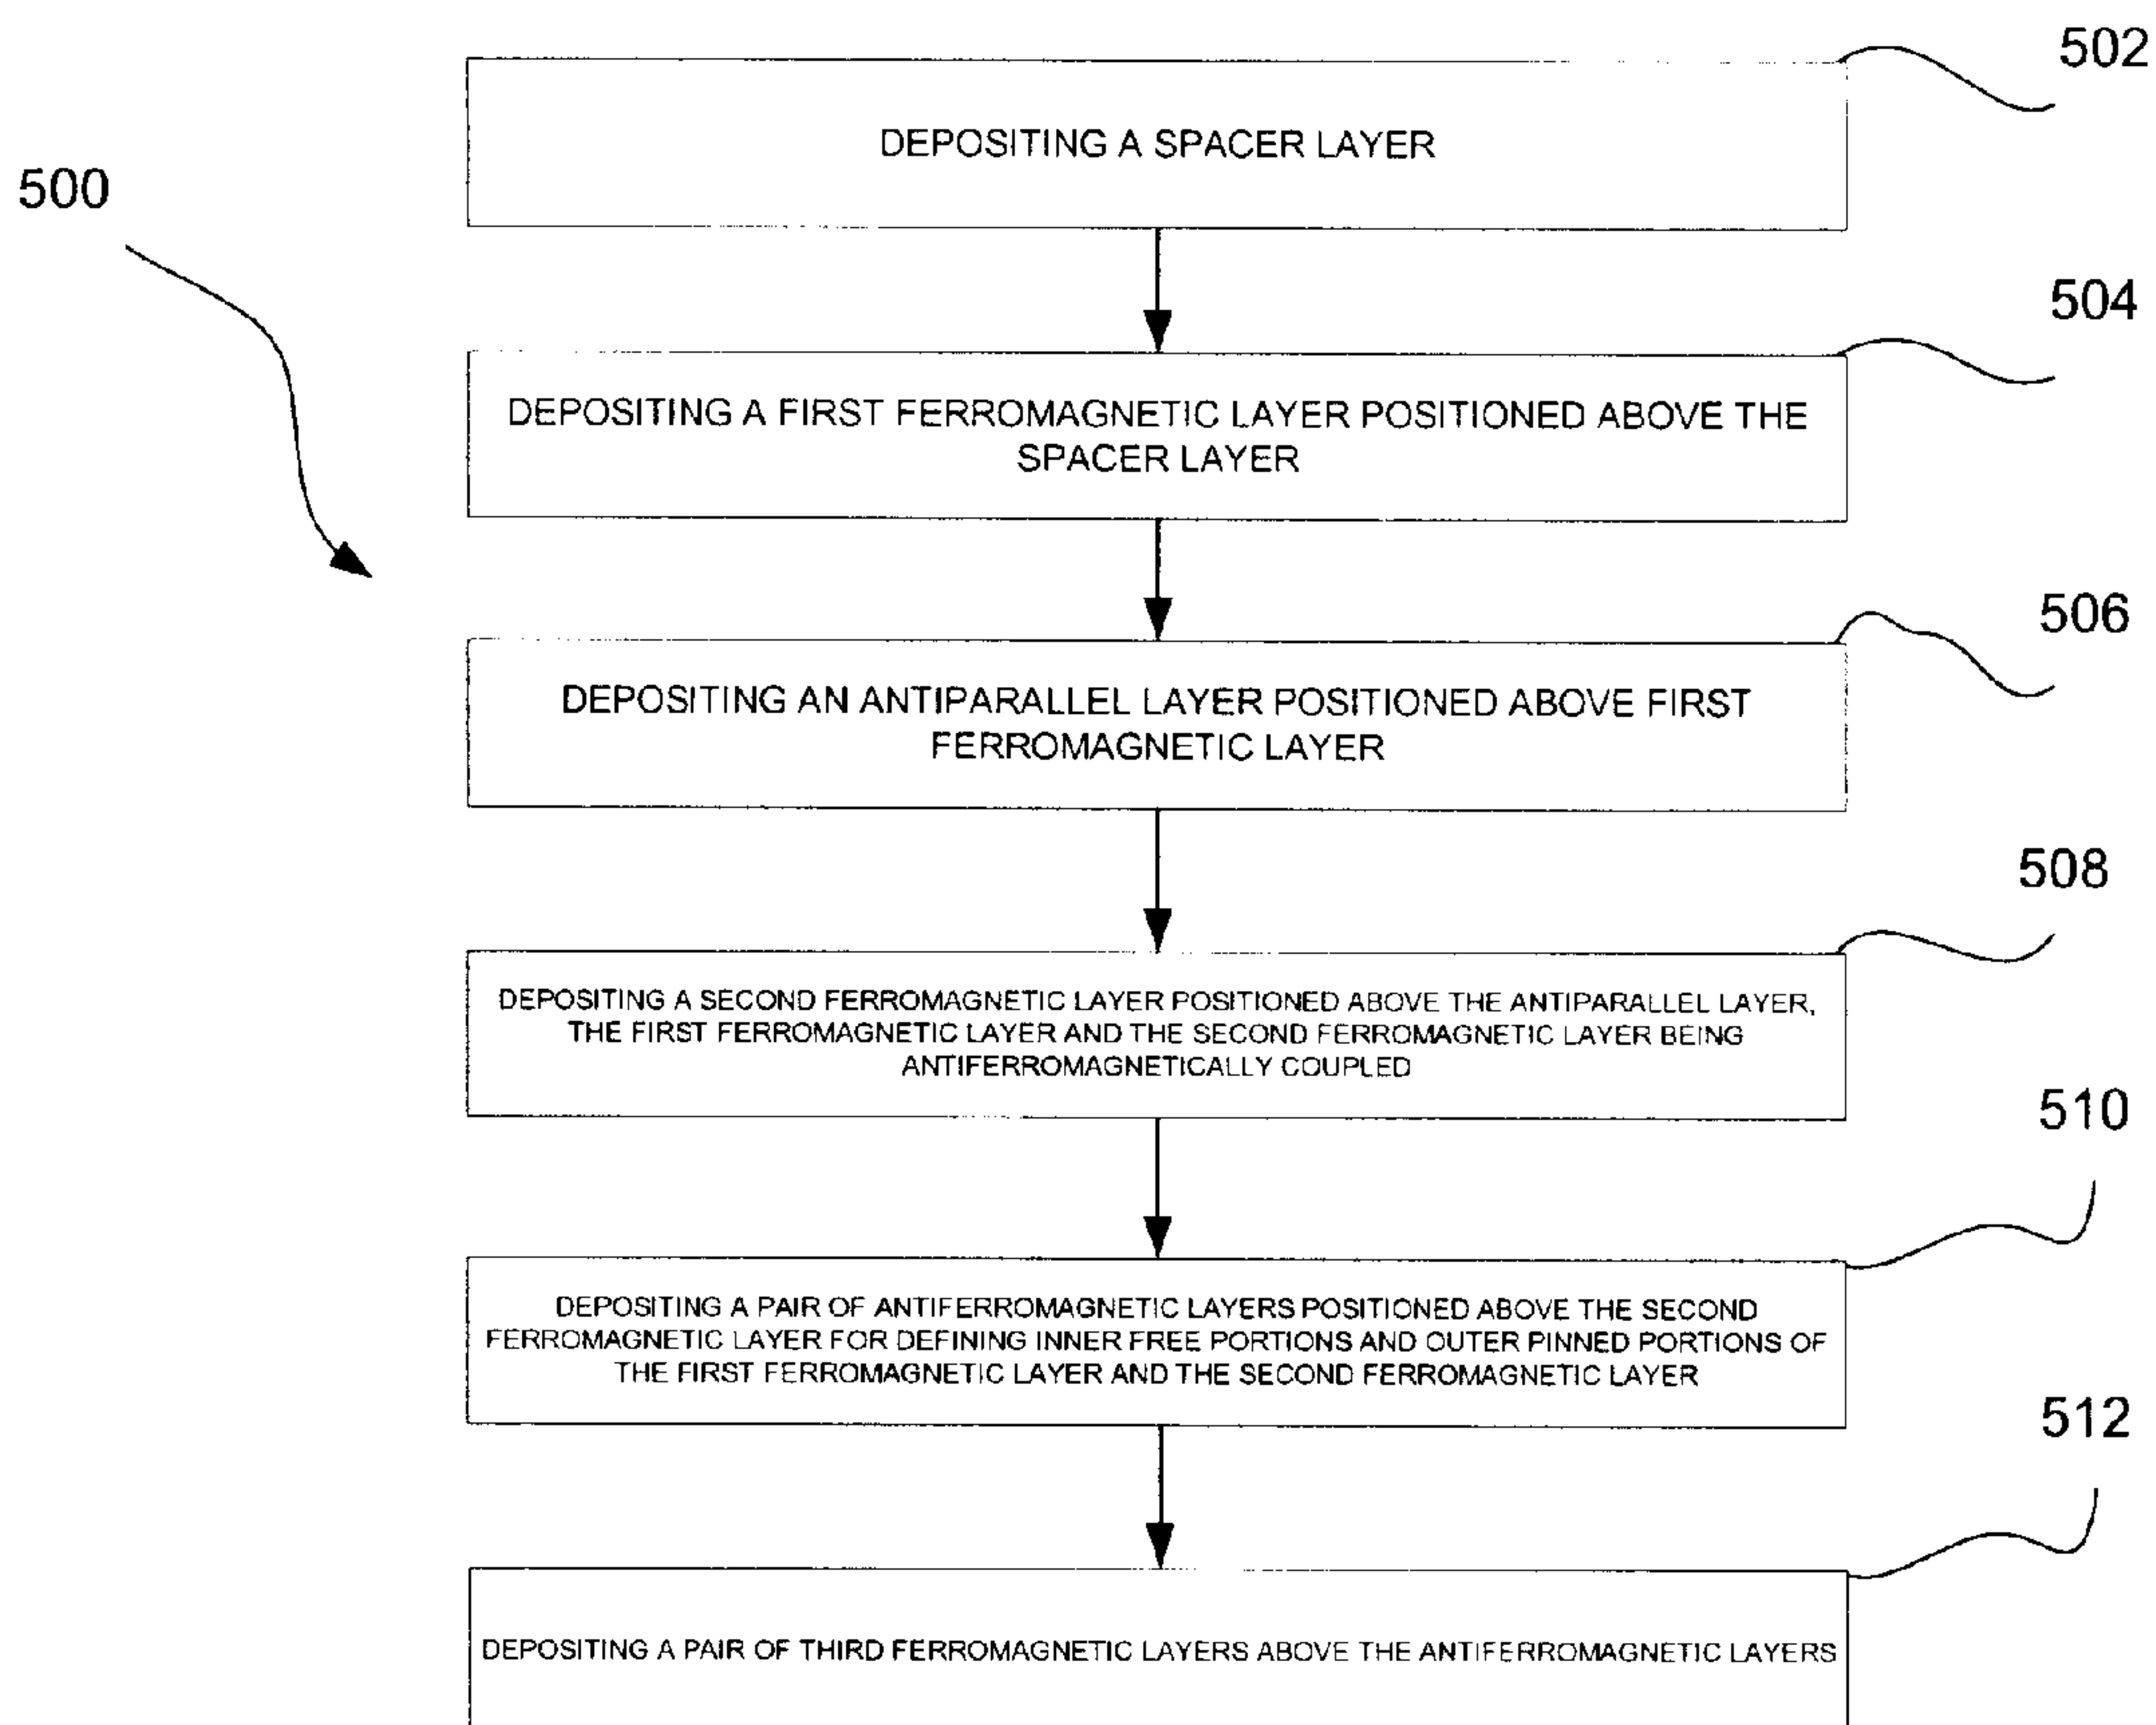 502
DEPOSITING A SPACER LAYER
500
504
DEPOSITING A FIRST FERROMAGNETIC LAYER POSITIONED ABOVE THE
SPACER LAYER
506
DEPOSITING AN ANTIPARALLEL LAYER POSITIONED ABOVE FIRST
FERROMAGNETIC LAYER
508
DEPOSITING A SECOND FERROMAGNETIC LAYER POSITIONED ABOVE THE ANTIPARALLEL LAYER,
THE FIRST FERROMAGNETIC LAYER AND THE SECOND FERROMAGNETIC LAYER BEING
ANTIFERROMAGNETICALLY COUPLED
510
DEPOSITING A PAIR OF ANTIFERROMAGNETIC LAYERS POSITIONED ABOVE THE SECOND
FERROMAGNETIC LAYER FOR DEFINING INNER FREE PORTIONS AND OUTER PINNED PORTIONS OF
THE FIRST FERROMAGNETIC LAYER AND THE SECOND FERROMAGNETIC LAYER
512
DEPOSITING A PAIR OF THIRD FERROMAGNETIC LAYERS ABOVE THE ANTIFERROMAGNETIC LAYERS